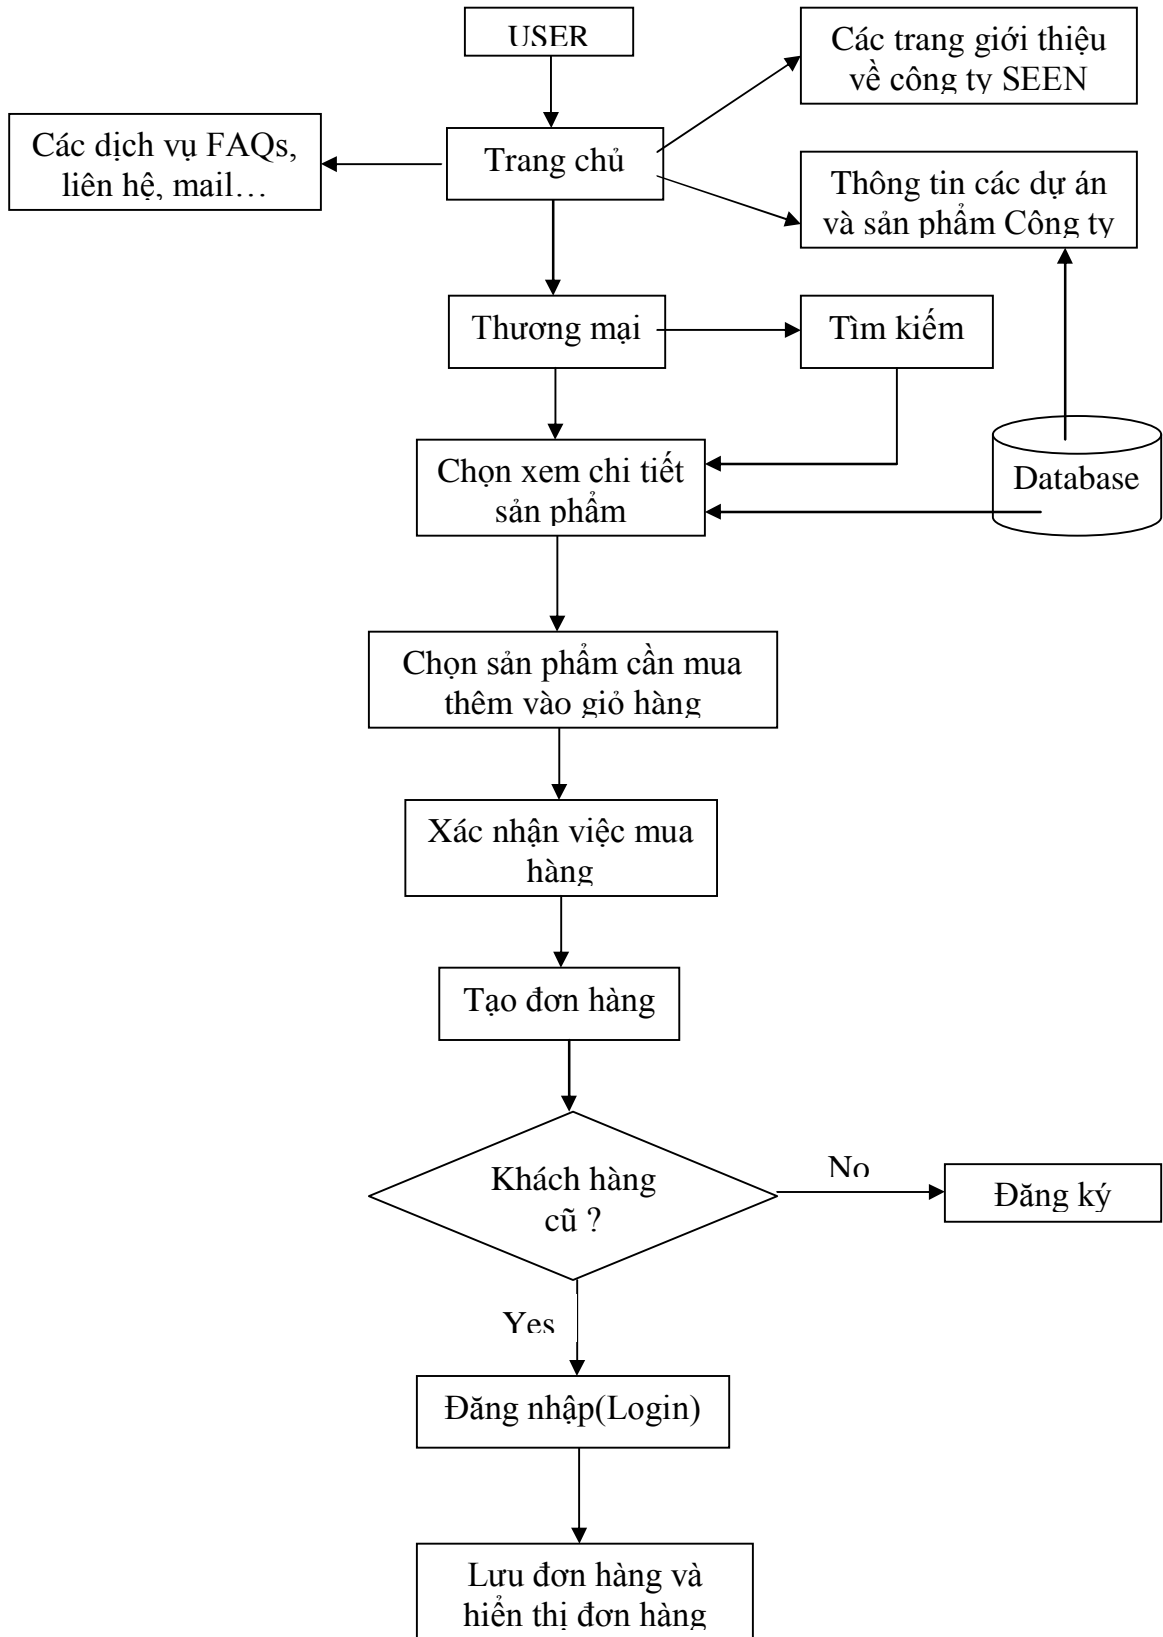 USER
Các trang giới thiệu
về công ty SEEN
Các dịch vụ FAQs,
liên hệ, mail…
Trang chủ
Thông tin các dự án
và sản phẩm Công ty
Thương mại
Tìm kiếm
Chọn xem chi tiết
sản phẩm
Database
Chọn sản phẩm cần mua
thêm vào giỏ hàng
Xác nhận việc mua
hàng
Tạo đơn hàng
Khách hàng
cũ ?
No
Đăng ký
Yes
Đăng nhập(Login)
Lưu đơn hàng và
hiển thị đơn hàng